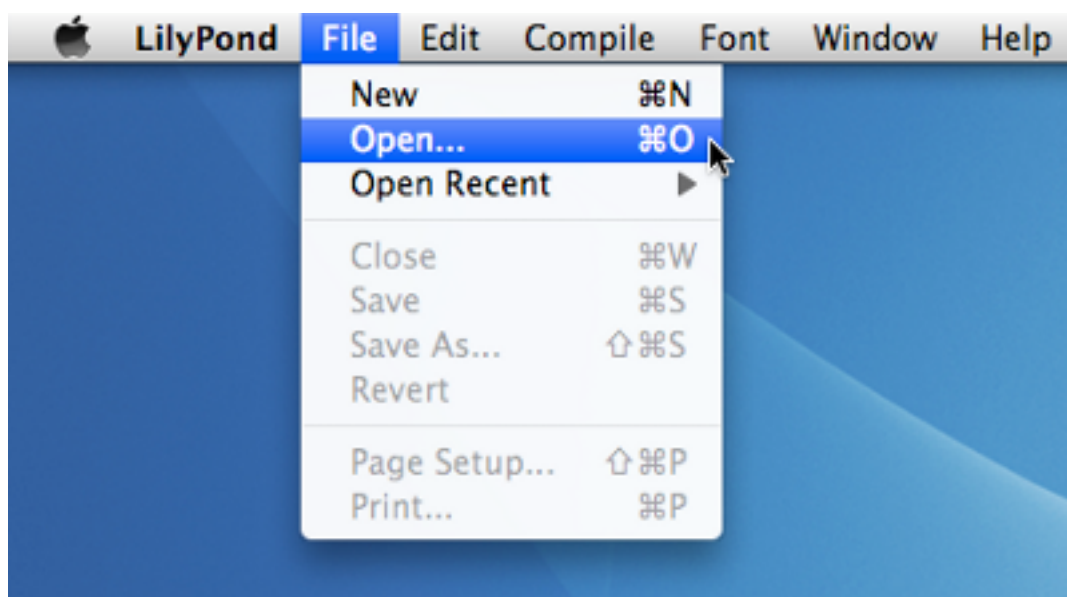 LilyPond File Edit Compile Font Window Help
New ⌘N
Open... ⌘O
Open Recent ▶
Close ⌘W
Save ⌘S
Save As... ⇧⌘S
Revert
Page Setup... ⇧⌘P
Print... ⌘P